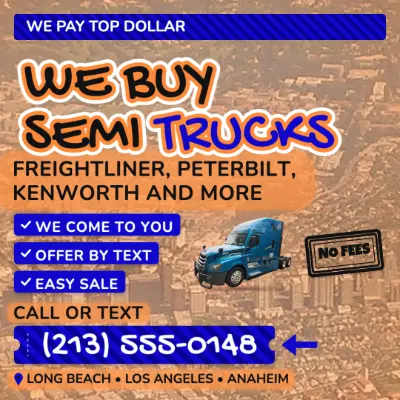 WE PAY TOP DOLLAR
WE BUY
SEMI TRUCKS
FREIGHTLINER, PETERBILT,
KENWORTH AND MORE
WE COME TO YOU
OFFER BY TEXT
EASY SALE
NO FEES
CALL OR TEXT
(213) 555-0148
LONG BEACH • LOS ANGELES • ANAHEIM